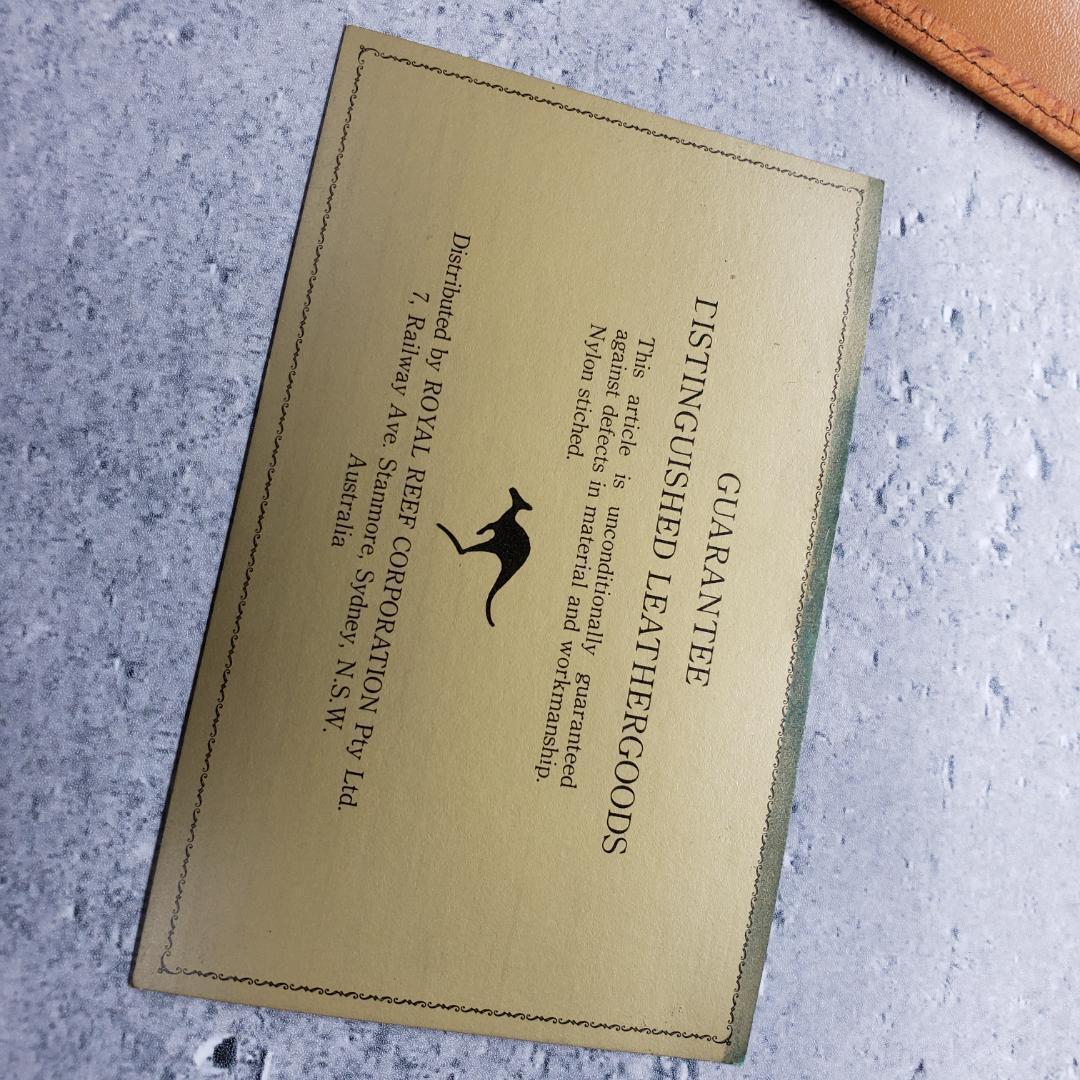 GUARANTEE
DISTINGUISHED LEATHERGOODS
This article is unconditionally guaranteed
against defects in material and workmanship.
Nylon stiched.
Distributed by ROYAL REEF CORPORATION Pty Ltd.
7, Railway Ave. Stanmore, Sydney, N.S.W.
Australia